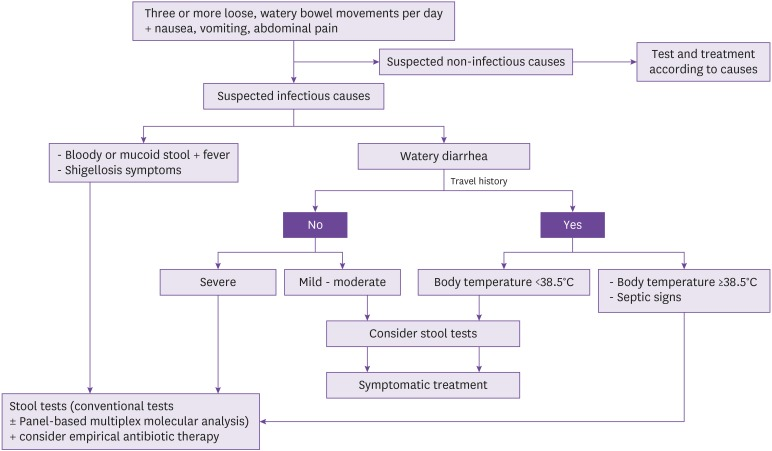 Three or more loose, watery bowel movements per day
+ nausea, vomiting, abdominal pain
Suspected non-infectious causes
Test and treatment
according to causes
Suspected infectious causes
- Bloody or mucoid stool + fever
- Shigellosis symptoms
Watery diarrhea
Travel history
No
Yes
Severe
Mild - moderate
Body temperature <38.5°C
- Body temperature ≥38.5°C
- Septic signs
Consider stool tests
Symptomatic treatment
Stool tests (conventional tests
± Panel-based multiplex molecular analysis)
+ consider empirical antibiotic therapy